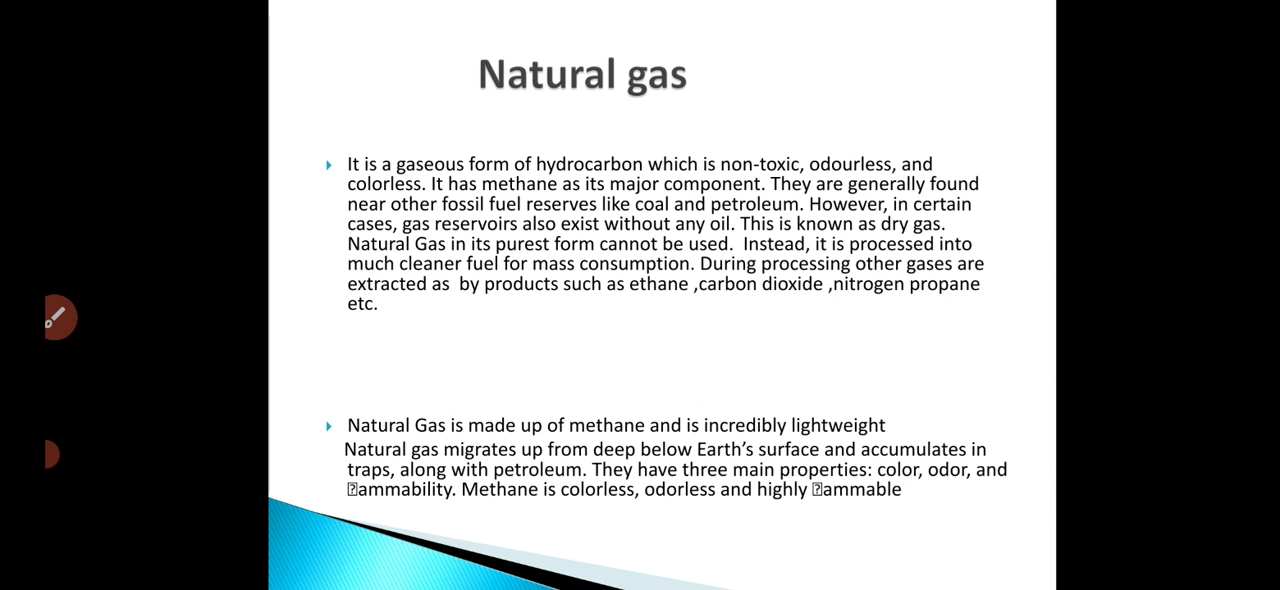 Natural gas
It is a gaseous form of hydrocarbon which is non-toxic, odourless, and
colorless. It has methane as its major component. They are generally found
near other fossil fuel reserves like coal and petroleum. However, in certain
cases, gas reservoirs also exist without any oil. This is known as dry gas.
Natural Gas in its purest form cannot be used.  Instead, it is processed into
much cleaner fuel for mass consumption. During processing other gases are
extracted as  by products such as ethane ,carbon dioxide ,nitrogen propane
etc.
Natural Gas is made up of methane and is incredibly lightweight
Natural gas migrates up from deep below Earth’s surface and accumulates in
traps, along with petroleum. They have three main properties: color, odor, and
�ammability. Methane is colorless, odorless and highly �ammable